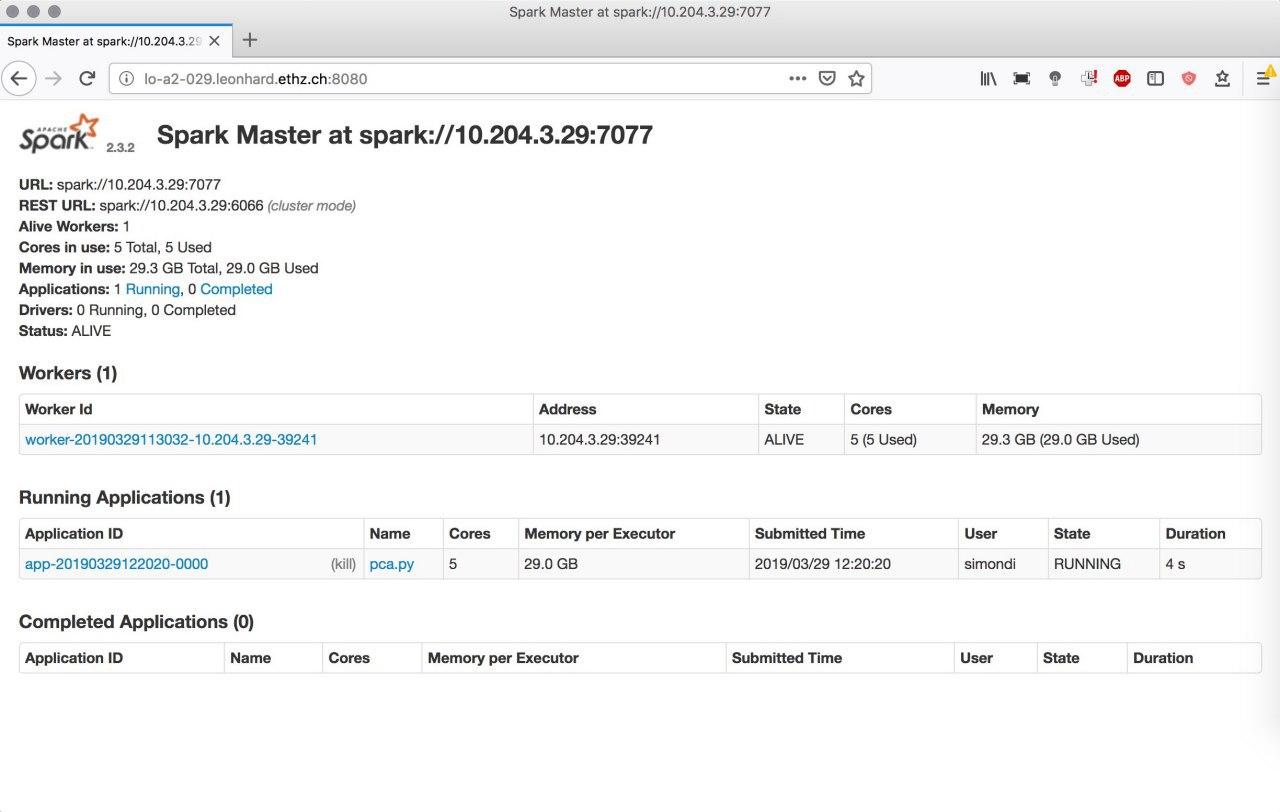 Spark Master at spark://10.204.3.29:7077
Spark Master at spark://10.204.3.29
lo-a2-029.leonhard.ethz.ch:8080
ABP
APACHE
Spark 2.3.2 Spark Master at spark://10.204.3.29:7077
URL: spark://10.204.3.29:7077
REST URL: spark://10.204.3.29:6066 (cluster mode)
Alive Workers: 1
Cores in use: 5 Total, 5 Used
Memory in use: 29.3 GB Total, 29.0 GB Used
Applications: 1 Running, 0 Completed
Drivers: 0 Running, 0 Completed
Status: ALIVE
Workers (1)
Worker Id Address State Cores Memory
worker-20190329113032-10.204.3.29-39241 10.204.3.29:39241 ALIVE 5 (5 Used) 29.3 GB (29.0 GB Used)
Running Applications (1)
Application ID Name Cores Memory per Executor Submitted Time User State Duration
app-20190329122020-0000 (kill) pca.py 5 29.0 GB 2019/03/29 12:20:20 simondi RUNNING 4 s
Completed Applications (0)
Application ID Name Cores Memory per Executor Submitted Time User State Duration